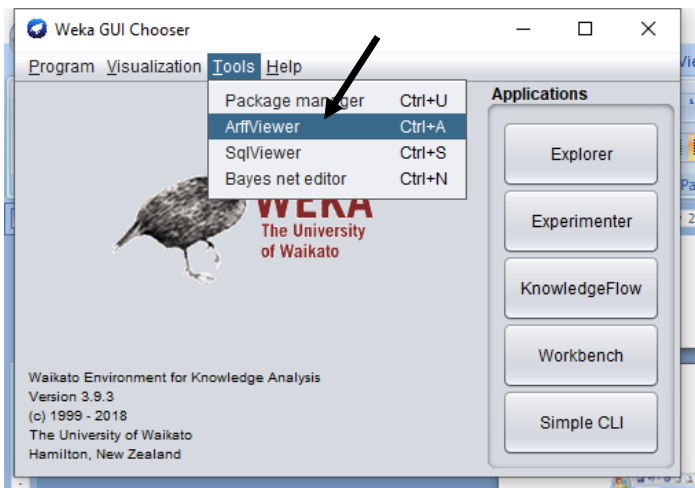 Weka GUI Chooser
Program Visualization Tools Help
Package manager Ctrl+U
ArffViewer Ctrl+A
SqlViewer Ctrl+S
Bayes net editor Ctrl+N
WEKA
The University
of Waikato
Waikato Environment for Knowledge Analysis
Version 3.9.3
(c) 1999 - 2018
The University of Waikato
Hamilton, New Zealand
Applications
Explorer
Experimenter
KnowledgeFlow
Workbench
Simple CLI